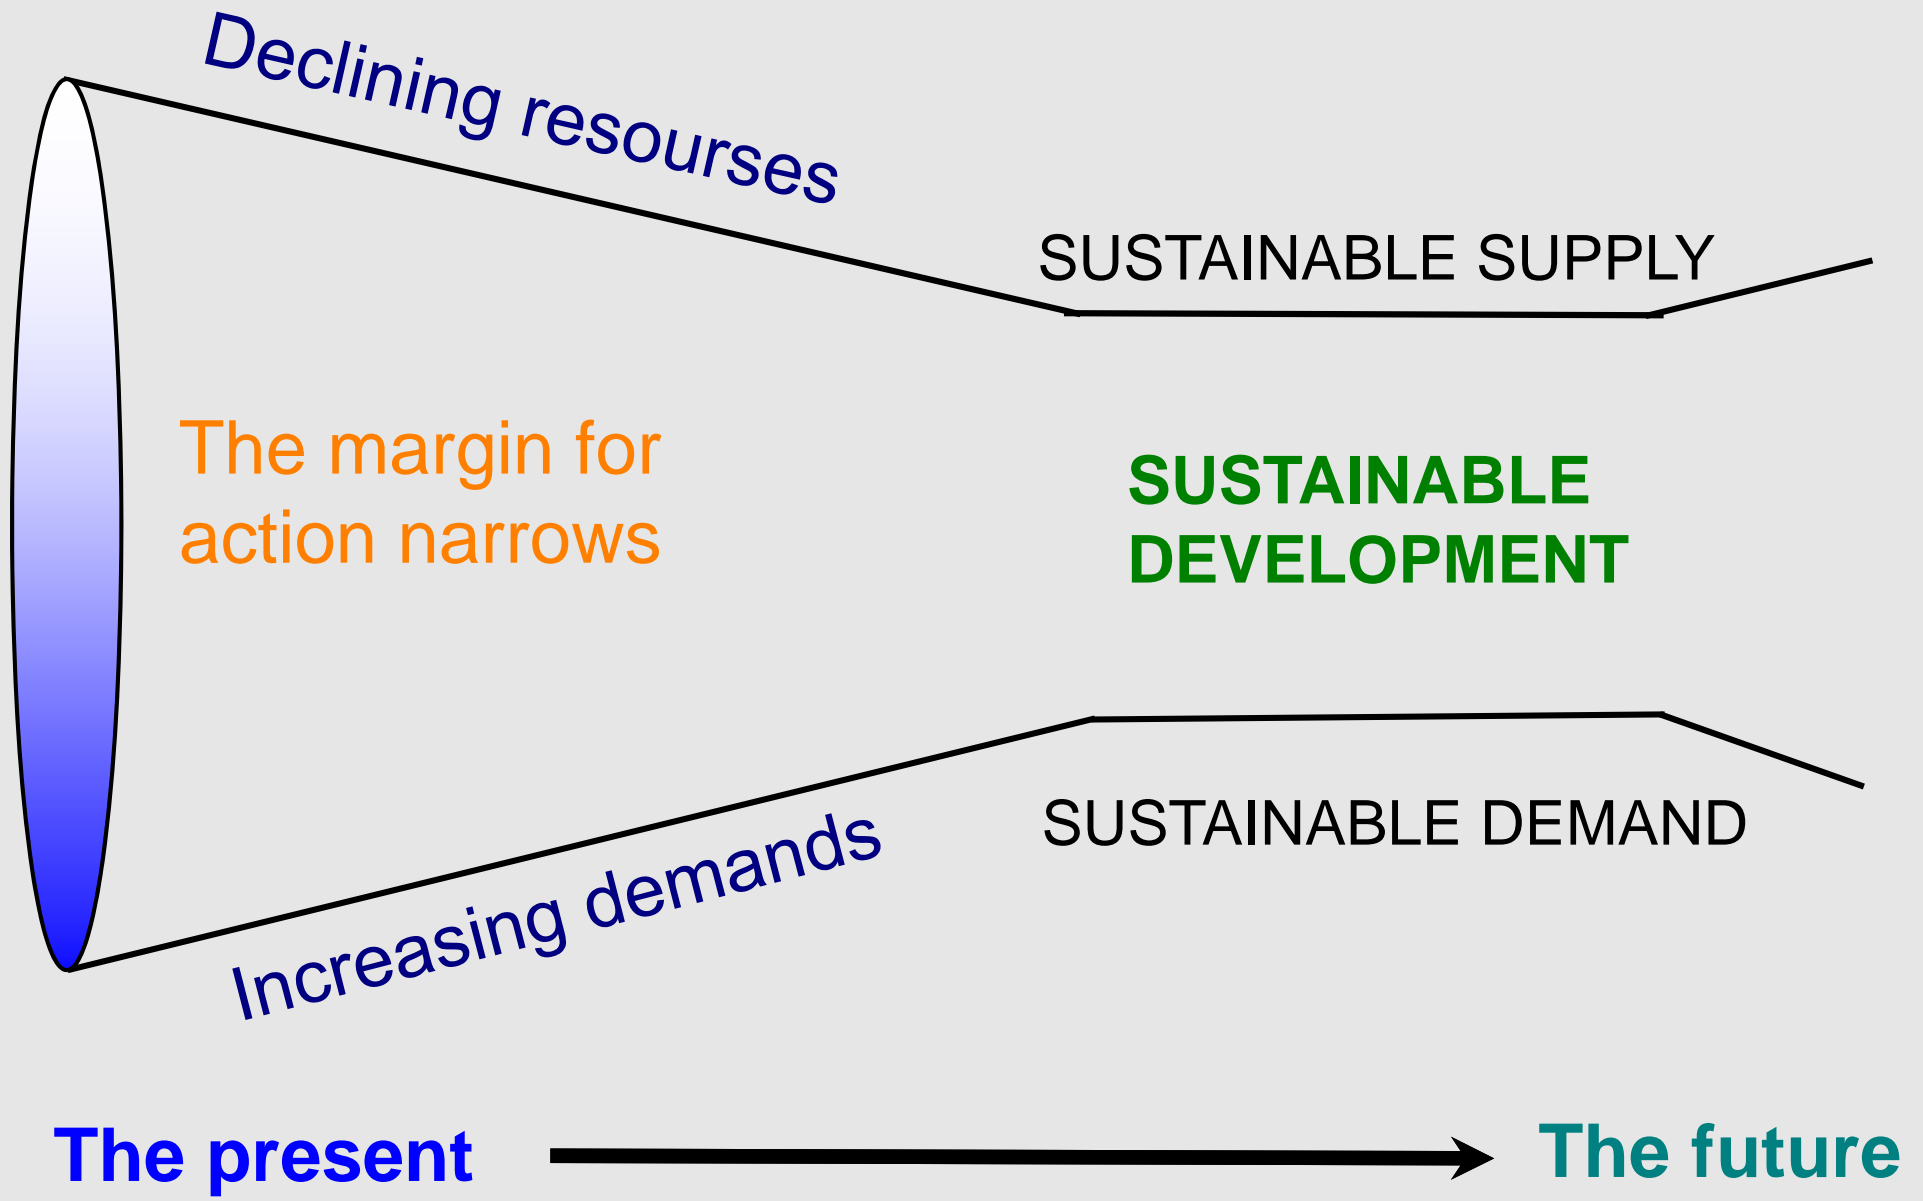 Declining resourses
SUSTAINABLE SUPPLY
The margin for
action narrows
SUSTAINABLE
DEVELOPMENT
SUSTAINABLE DEMAND
Increasing demands
The present
The future